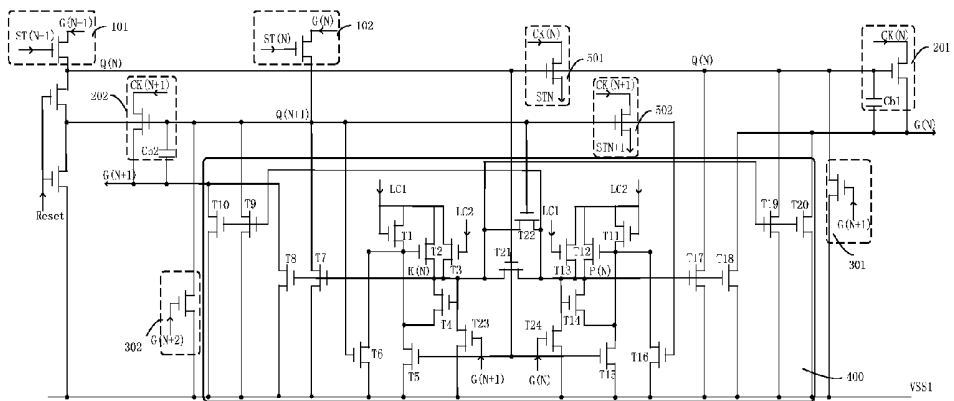 G(N-1)
101
ST(N-1)
G(N)
102
ST(N)
CK(N)
501
STN
CK(N)
201
Q(N)
Q(N)
Cb1
G(N)
202
CK(N+1)
Cb2
Q(N+1)
CK(N+1)
502
STN+1
G(N+1)
Reset
T10
T9
LC1
T1
T2
LC2
T3
T22
LC1
LC2
T11
T12
T13
T19
T20
G(N+1)
301
T8
T7
K(N)
T21
P(N)
T17
T18
T4
T14
302
G(N+2)
T6
T5
T23
G(N+1)
T24
G(N)
T15
T16
400
VSS1